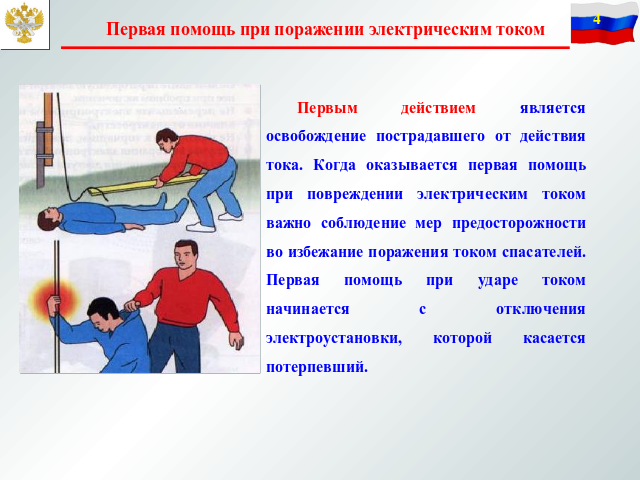 Первая помощь при поражении электрическим током
4
Первым действием является
освобождение пострадавшего от действия
тока. Когда оказывается первая помощь
при повреждении электрическим током
важно соблюдение мер предосторожности
во избежание поражения током спасателей.
Первая помощь при ударе током
начинается с отключения
электроустановки, которой касается
потерпевший.